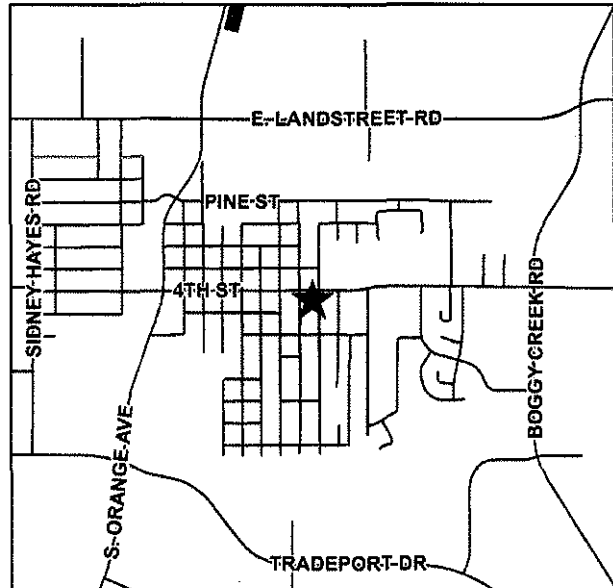 E. LANDSTREET RD
PINE ST
SIDNEY HAYES RD
4TH ST
BOGGY CREEK RD
S. ORANGE AVE
TRADEPORT DR